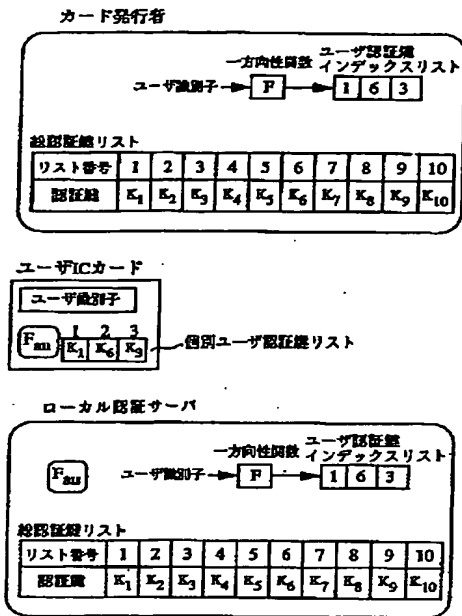 カード発行者
一方向性関数 ユーザ認証鍵
インデックスリスト
ユーザ識別子 F 1 6 3
総認証鍵リスト
リスト番号 1 2 3 4 5 6 7 8 9 10
認証鍵 K1 K2 K3 K4 K5 K6 K7 K8 K9 K10
ユーザICカード
ユーザ識別子
1 2 3
Fau K1 K6 K3 個別ユーザ認証鍵リスト
ローカル認証サーバ
一方向性関数 ユーザ認証鍵
インデックスリスト
Fau ユーザ識別子 F 1 6 3
総認証鍵リスト
リスト番号 1 2 3 4 5 6 7 8 9 10
認証鍵 K1 K2 K3 K4 K5 K6 K7 K8 K9 K10